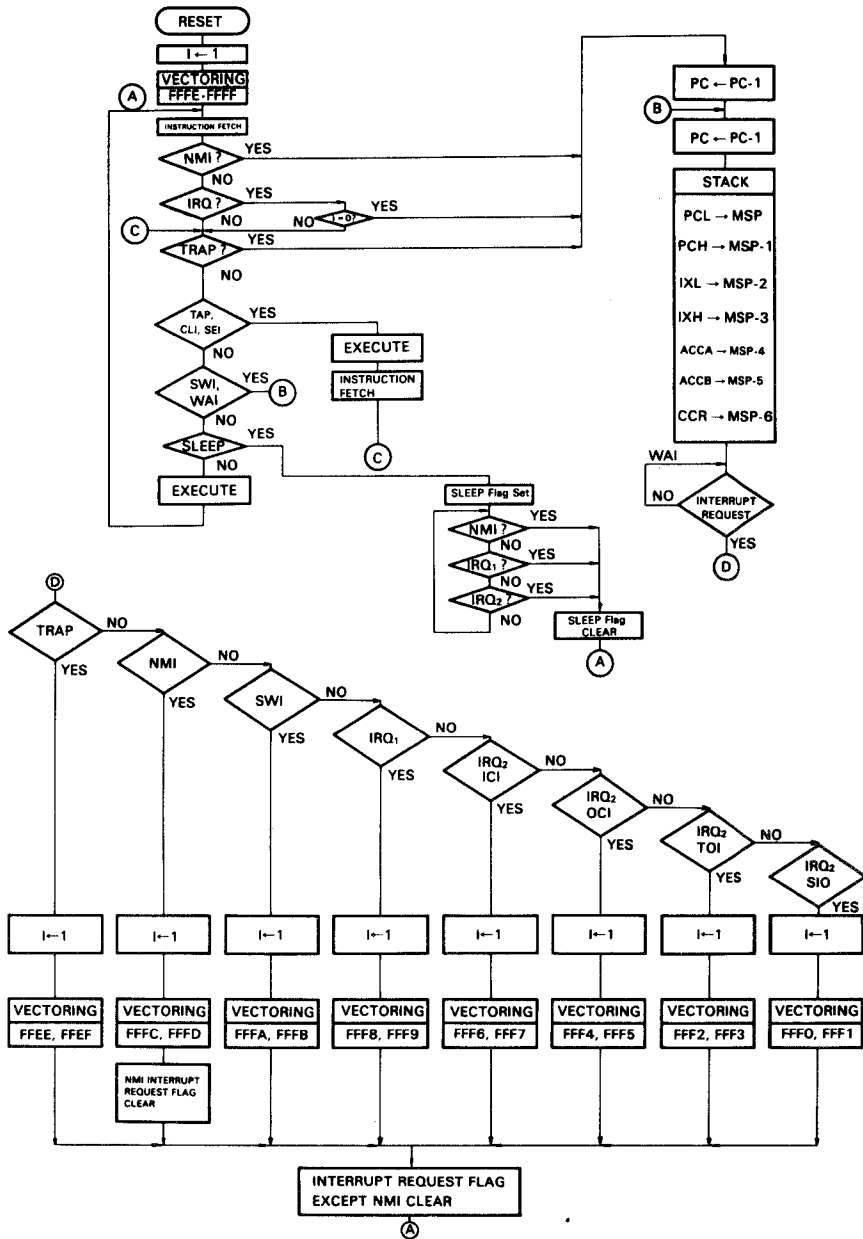 RESET
I ← 1
VECTORING
FFFE-FFFF
A
INSTRUCTION FETCH
NMI ?
YES
NO
IRQ ?
YES
NO
I = 0?
YES
NO
C
TRAP ?
YES
NO
TAP,
CLI, SEI
YES
NO
EXECUTE
INSTRUCTION
FETCH
C
SWI,
WAI
YES
B
NO
SLEEP
YES
NO
EXECUTE
PC ← PC-1
B
PC ← PC-1
STACK
PCL → MSP
PCH → MSP-1
IXL → MSP-2
IXH → MSP-3
ACCA → MSP-4
ACCB → MSP-5
CCR → MSP-6
WAI
NO
INTERRUPT
REQUEST
YES
D
SLEEP Flag Set
NMI ?
YES
NO
IRQ₁ ?
YES
NO
IRQ₂ ?
YES
NO
SLEEP Flag
CLEAR
A
D
TRAP
NO
YES
NMI
NO
YES
SWI
NO
YES
IRQ₁
NO
YES
IRQ₂
ICI
NO
YES
IRQ₂
OCI
NO
YES
IRQ₂
TOI
NO
YES
IRQ₂
SIO
YES
I←1
I←1
I←1
I←1
I←1
I←1
I←1
I←1
VECTORING
FFEE, FFEF
VECTORING
FFFC, FFFD
VECTORING
FFFA, FFFB
VECTORING
FFF8, FFF9
VECTORING
FFF6, FFF7
VECTORING
FFF4, FFF5
VECTORING
FFF2, FFF3
VECTORING
FFF0, FFF1
NMI INTERRUPT
REQUEST FLAG
CLEAR
INTERRUPT REQUEST FLAG
EXCEPT NMI CLEAR
A